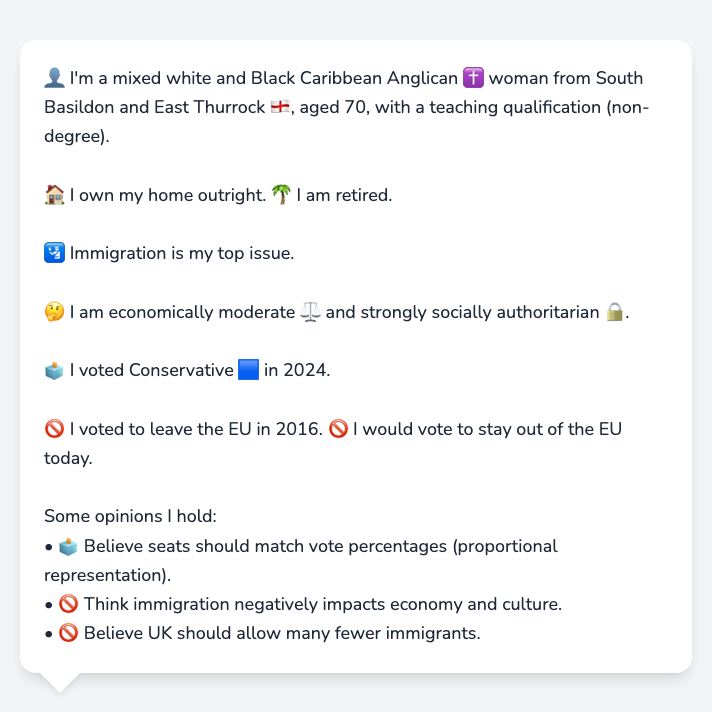 👤 I'm a mixed white and Black Caribbean Anglican ✝️ woman from South
Basildon and East Thurrock 🏴󠁧󠁢󠁥󠁮󠁧󠁿, aged 70, with a teaching qualification (non-
degree).
🏠 I own my home outright. 🌴 I am retired.
🛂 Immigration is my top issue.
🤔 I am economically moderate ⚖️ and strongly socially authoritarian 🔒.
🗳️ I voted Conservative 🟦 in 2024.
🚫 I voted to leave the EU in 2016. 🚫 I would vote to stay out of the EU
today.
Some opinions I hold:
• 🗳️ Believe seats should match vote percentages (proportional
representation).
• 🚫 Think immigration negatively impacts economy and culture.
• 🚫 Believe UK should allow many fewer immigrants.